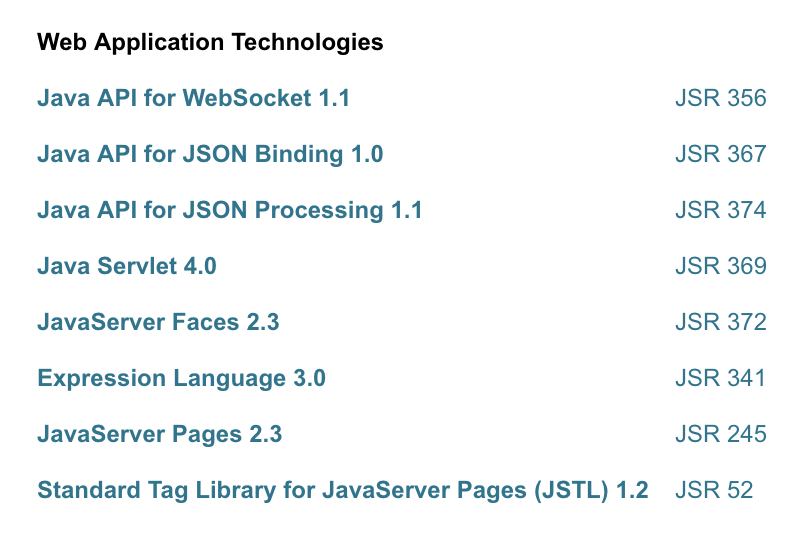 Web Application Technologies
Java API for WebSocket 1.1 JSR 356
Java API for JSON Binding 1.0 JSR 367
Java API for JSON Processing 1.1 JSR 374
Java Servlet 4.0 JSR 369
JavaServer Faces 2.3 JSR 372
Expression Language 3.0 JSR 341
JavaServer Pages 2.3 JSR 245
Standard Tag Library for JavaServer Pages (JSTL) 1.2 JSR 52